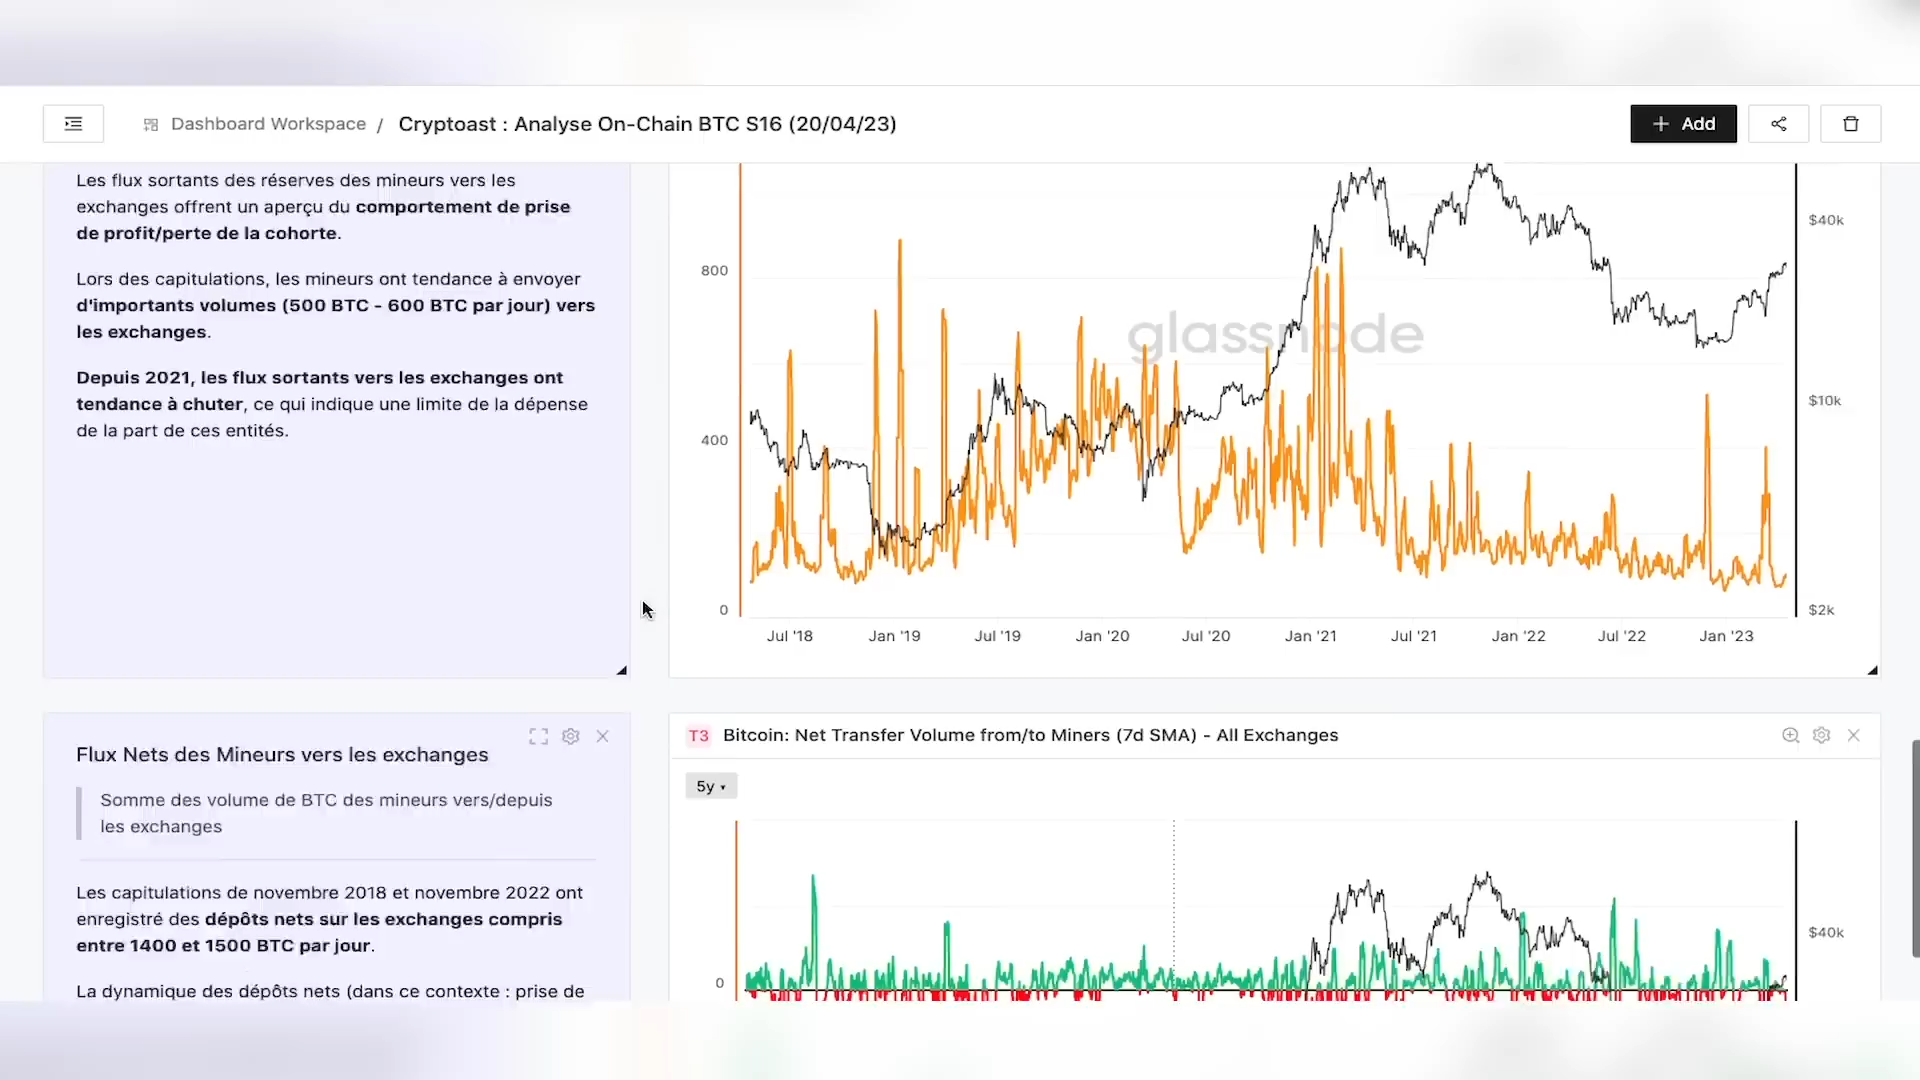 Dashboard Workspace / Cryptoast : Analyse On-Chain BTC S16 (20/04/23)
+ Add
Les flux sortants des réserves des mineurs vers les
exchanges offrent un aperçu du comportement de prise
de profit/perte de la cohorte.
Lors des capitulations, les mineurs ont tendance à envoyer
d'importants volumes (500 BTC - 600 BTC par jour) vers
les exchanges.
Depuis 2021, les flux sortants vers les exchanges ont
tendance à chuter, ce qui indique une limite de la dépense
de la part de ces entités.
800
400
0
glassnode
$40k
$10k
$2k
Jul '18 Jan '19 Jul '19 Jan '20 Jul '20 Jan '21 Jul '21 Jan '22 Jul '22 Jan '23
Flux Nets des Mineurs vers les exchanges
Somme des volume de BTC des mineurs vers/depuis
les exchanges
Les capitulations de novembre 2018 et novembre 2022 ont
enregistré des dépôts nets sur les exchanges compris
entre 1400 et 1500 BTC par jour.
La dynamique des dépôts nets (dans ce contexte : prise de
T3 Bitcoin: Net Transfer Volume from/to Miners (7d SMA) - All Exchanges
5y
0
$40k